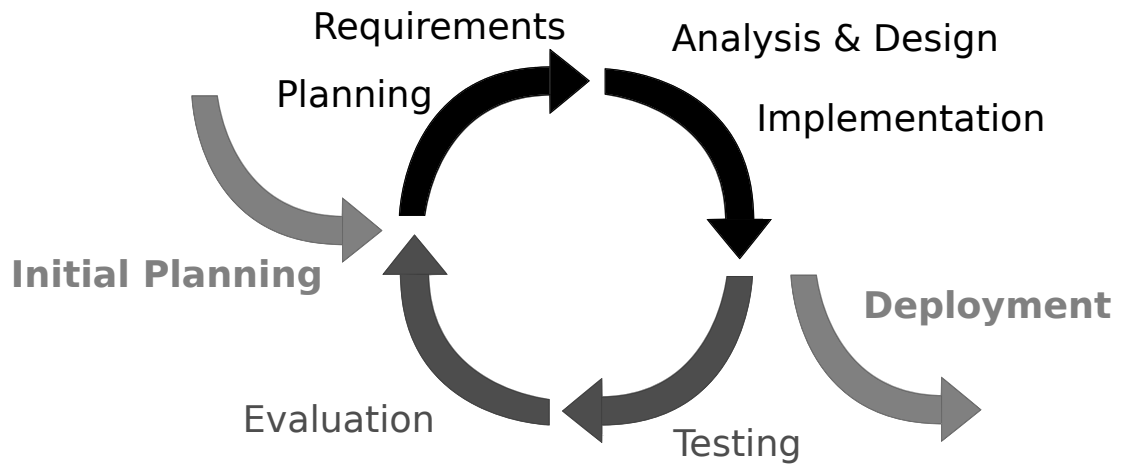 Requirements
Analysis & Design
Planning
Implementation
Initial Planning
Deployment
Evaluation
Testing